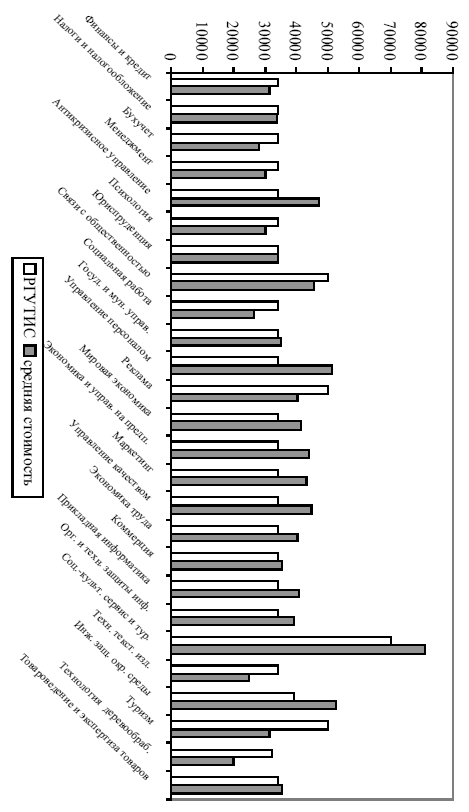 0
10000
20000
30000
40000
50000
60000
70000
80000
90000
Финансы и кредит
Налоги и налогообложение
Бухучет
Менеджмент
Антикризисное управление
Психология
Юриспруденция
Связи с общественностью
Социальная работа
Госуд. и мун. управ.
Управление персоналом
Реклама
Мировая экономика
Экономика и управ. на предп.
Маркетинг
Управление качеством
Экономика труда
Коммерция
Прикладная информатика
Орг. и техн. защиты инф.
Соц.-культ. сервис и тур.
Техн. текст. изд.
Инж. защ. окр. среды
Туризм
Технология деревообраб.
Товароведение и экспертиза товаров
РГУТИС
средняя стоимость